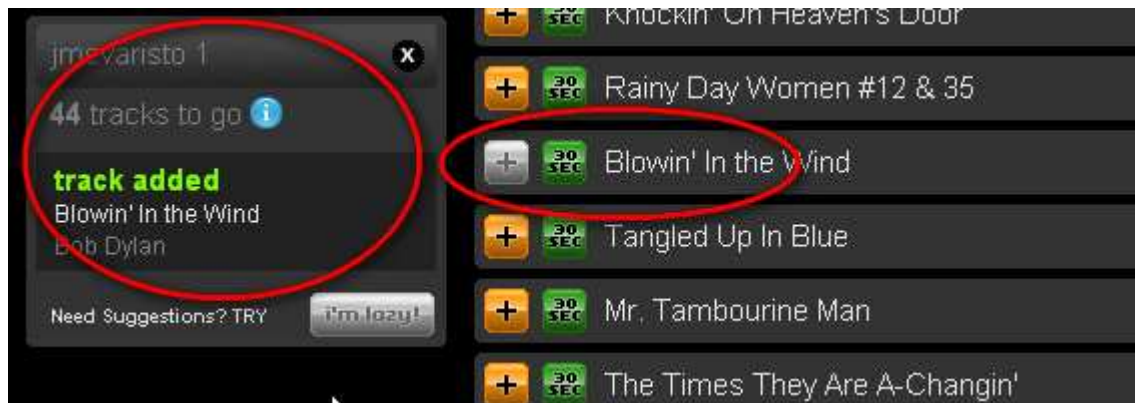 jmevaristo 1
x
44 tracks to go i
track added
Blowin' In the Wind
Bob Dylan
Need Suggestions? TRY i'm lazy!
+ 30 SEC Knockin' On Heaven's Door
+ 30 SEC Rainy Day Women #12 & 35
+ 30 SEC Blowin' In the Wind
+ 30 SEC Tangled Up In Blue
+ 30 SEC Mr. Tambourine Man
+ 30 SEC The Times They Are A-Changin'